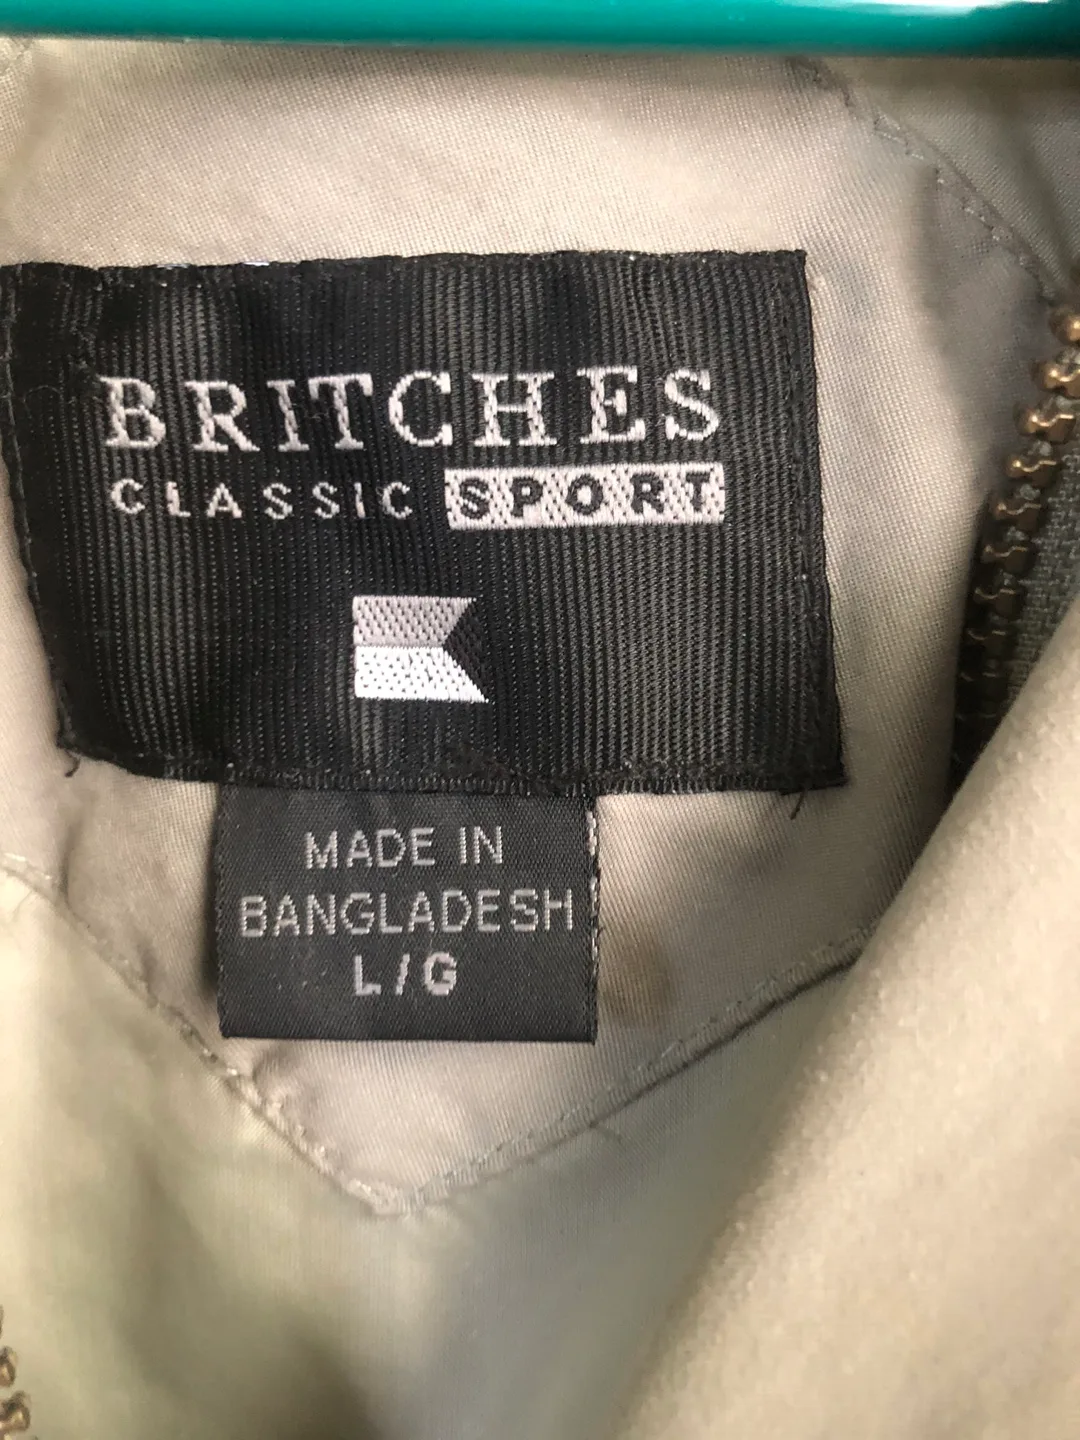 BRITCHES
CLASSIC SPORT
MADE IN
BANGLADESH
L/G